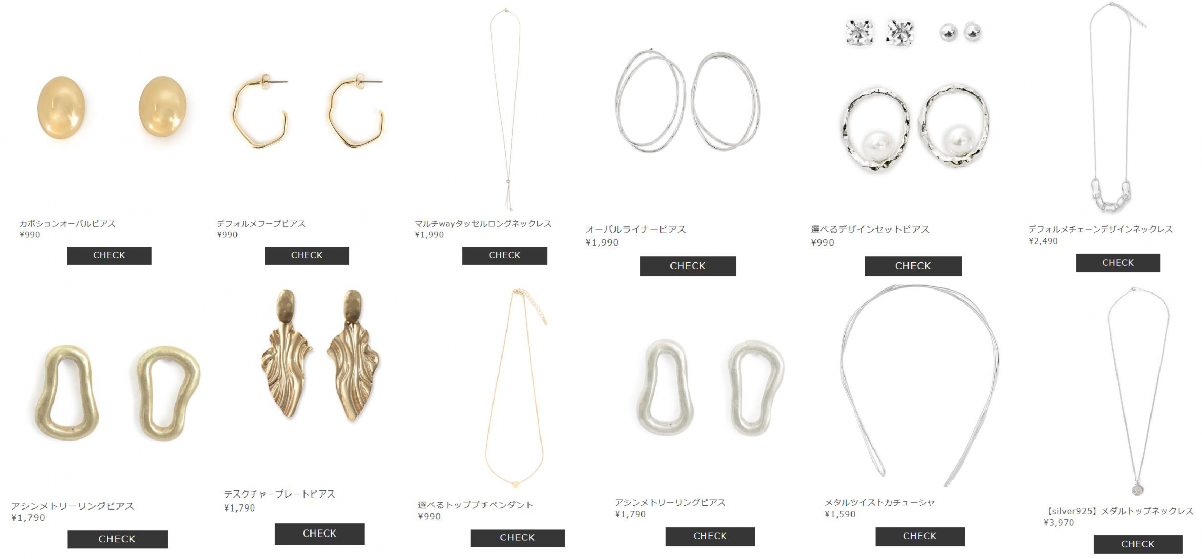 カボションオーバルピアス
¥990
CHECK
デフォルメフープピアス
¥990
CHECK
マルチwayタッセルロングネックレス
¥1,990
CHECK
オーバルライナーピアス
¥1,990
CHECK
選べるデザインセットピアス
¥990
CHECK
デフォルメチェーンデザインネックレス
¥2,490
CHECK
アシンメトリーリングピアス
¥1,790
CHECK
テスクチャープレートピアス
¥1,790
CHECK
選べるトッププチペンダント
¥990
CHECK
アシンメトリーリングピアス
¥1,790
CHECK
メタルツイストカチューシャ
¥1,590
CHECK
【silver925】メダルトップネックレス
¥3,970
CHECK